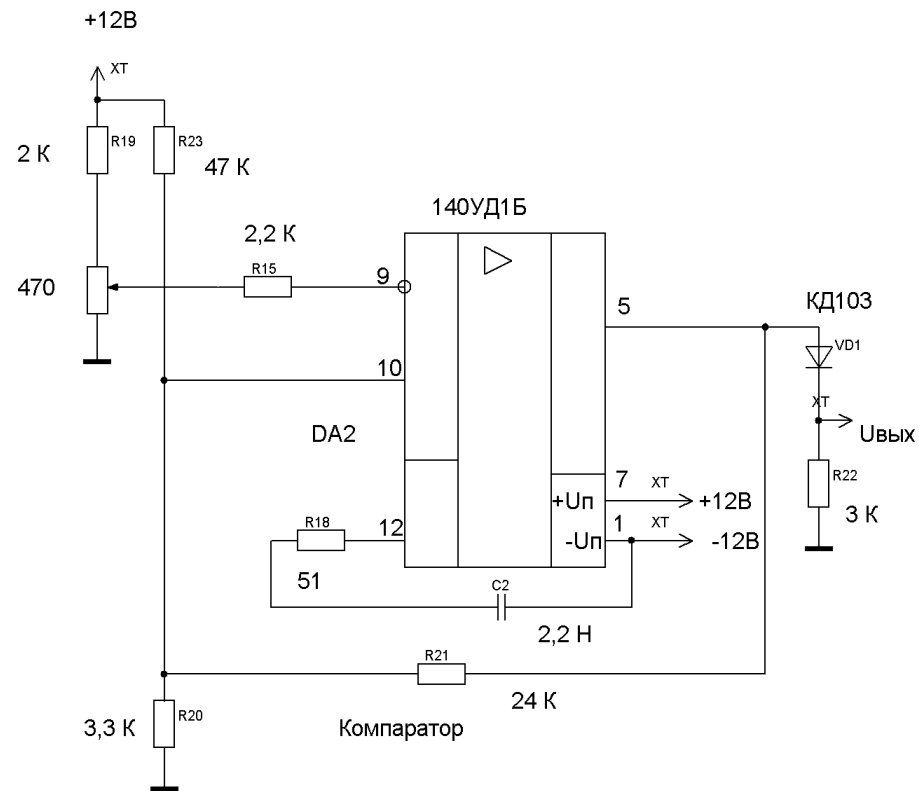 +12В
XT
R19
R23
2 К
47 К
140УД1Б
2,2 К
R15
9
470
5
КД103
VD1
10
XT
Uвых
DA2
R22
7
XT
+Uп
+12В
3 К
R18
12
1
XT
-Uп
-12В
51
C2
2,2 Н
R21
24 К
3,3 К
R20
Компаратор